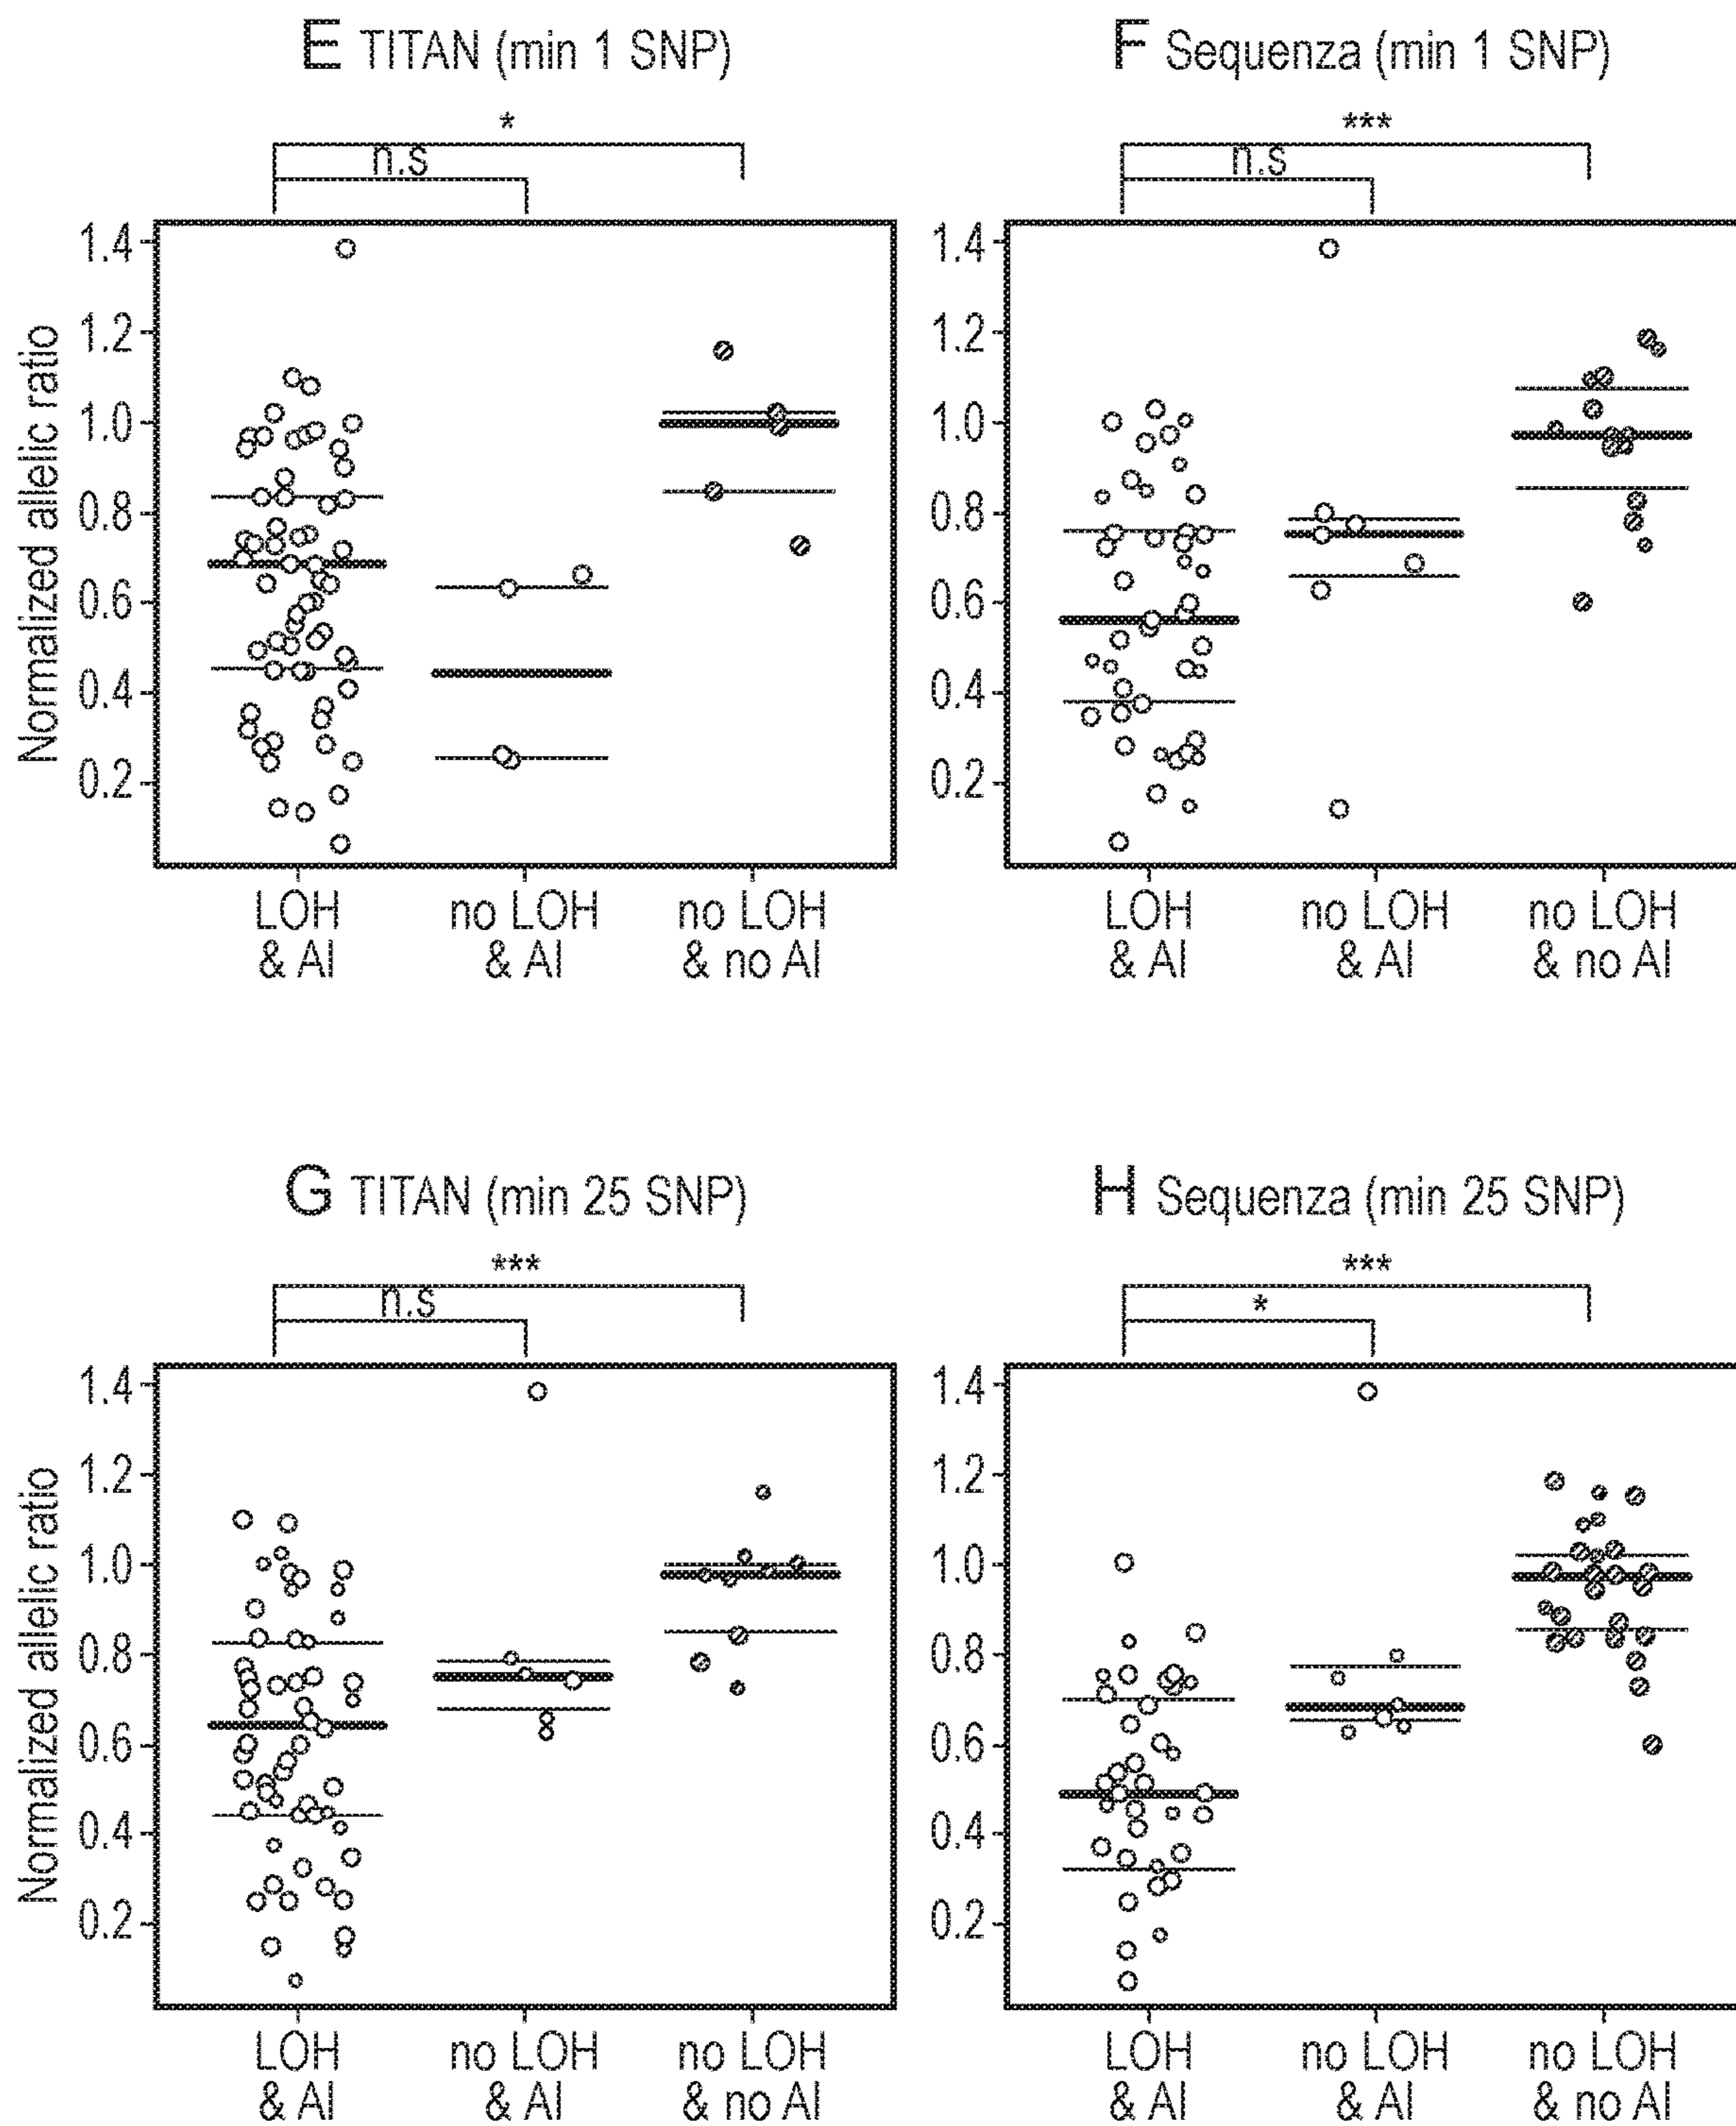 E TITAN (min 1 SNP)
*
n.s
Normalized allelic ratio
1.4
1.2
1.0
0.8
0.6
0.4
0.2
LOH
& AI
no LOH
& AI
no LOH
& no AI
F Sequenza (min 1 SNP)
***
n.s
1.4
1.2
1.0
0.8
0.6
0.4
0.2
LOH
& AI
no LOH
& AI
no LOH
& no AI
G TITAN (min 25 SNP)
***
n.s
Normalized allelic ratio
1.4
1.2
1.0
0.8
0.6
0.4
0.2
LOH
& AI
no LOH
& AI
no LOH
& no AI
H Sequenza (min 25 SNP)
***
*
1.4
1.2
1.0
0.8
0.6
0.4
0.2
LOH
& AI
no LOH
& AI
no LOH
& no AI